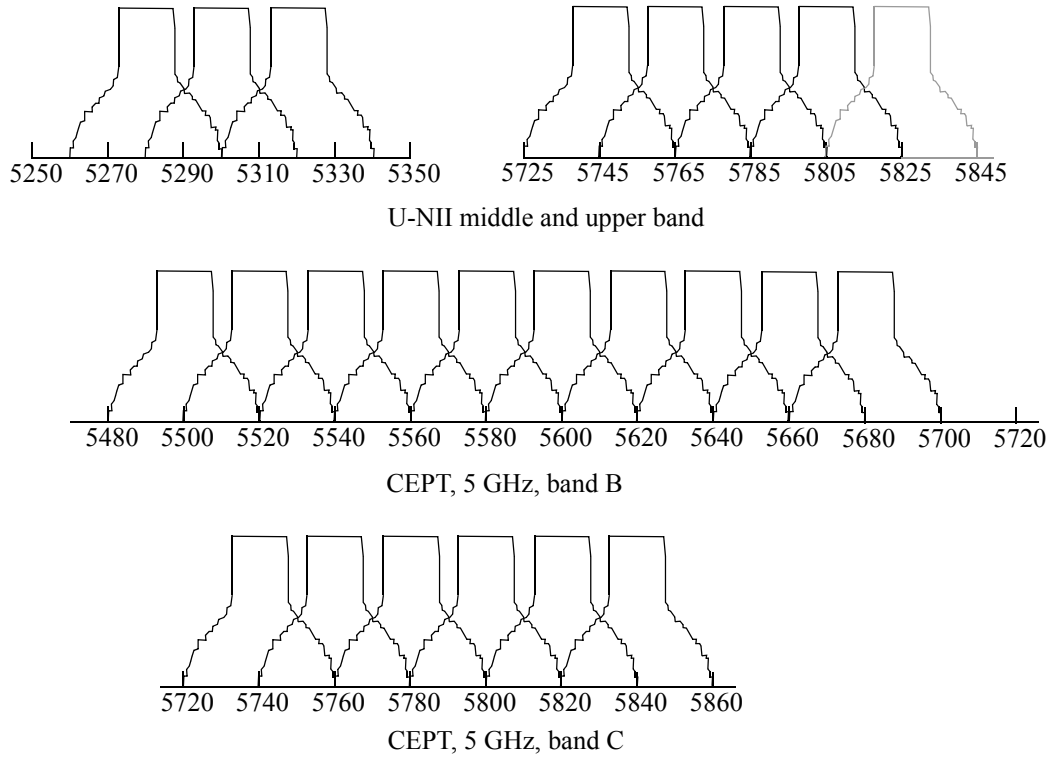 5250 5270 5290 5310 5330 5350 5725 5745 5765 5785 5805 5825 5845
U-NII middle and upper band
5480 5500 5520 5540 5560 5580 5600 5620 5640 5660 5680 5700 5720
CEPT, 5 GHz, band B
5720 5740 5760 5780 5800 5820 5840 5860
CEPT, 5 GHz, band C